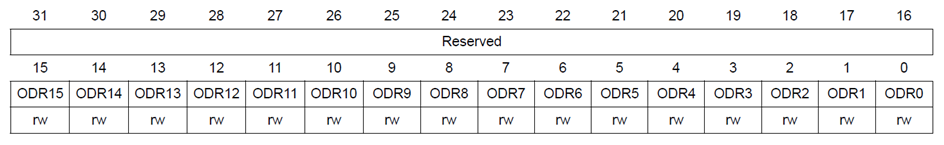 31 30 29 28 27 26 25 24 23 22 21 20 19 18 17 16
Reserved
15 14 13 12 11 10 9 8 7 6 5 4 3 2 1 0
ODR15 ODR14 ODR13 ODR12 ODR11 ODR10 ODR9 ODR8 ODR7 ODR6 ODR5 ODR4 ODR3 ODR2 ODR1 ODR0
rw rw rw rw rw rw rw rw rw rw rw rw rw rw rw rw